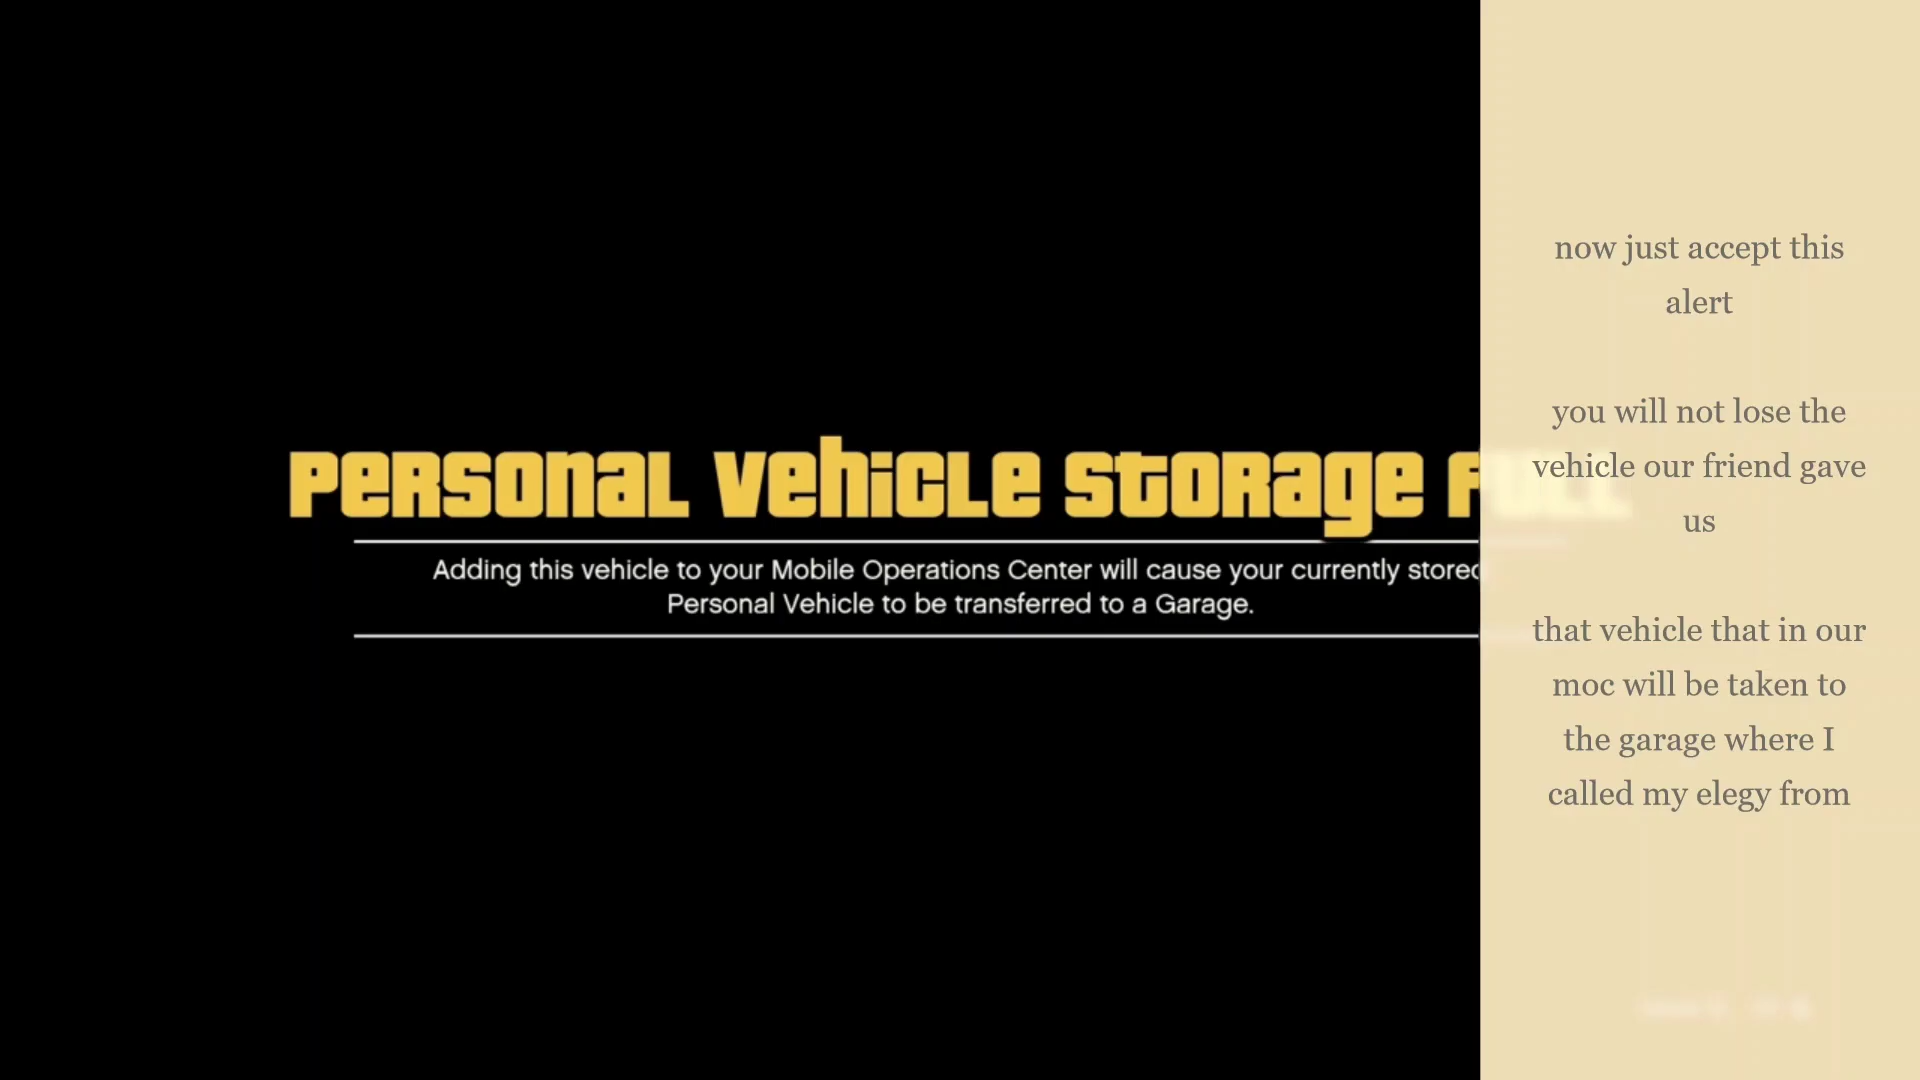 Personal Vehicle Storage
Adding this vehicle to your Mobile Operations Center will cause your currently stored
Personal Vehicle to be transferred to a Garage.
now just accept this
alert
you will not lose the
vehicle our friend gave
us
that vehicle that in our
moc will be taken to
the garage where I
called my elegy from